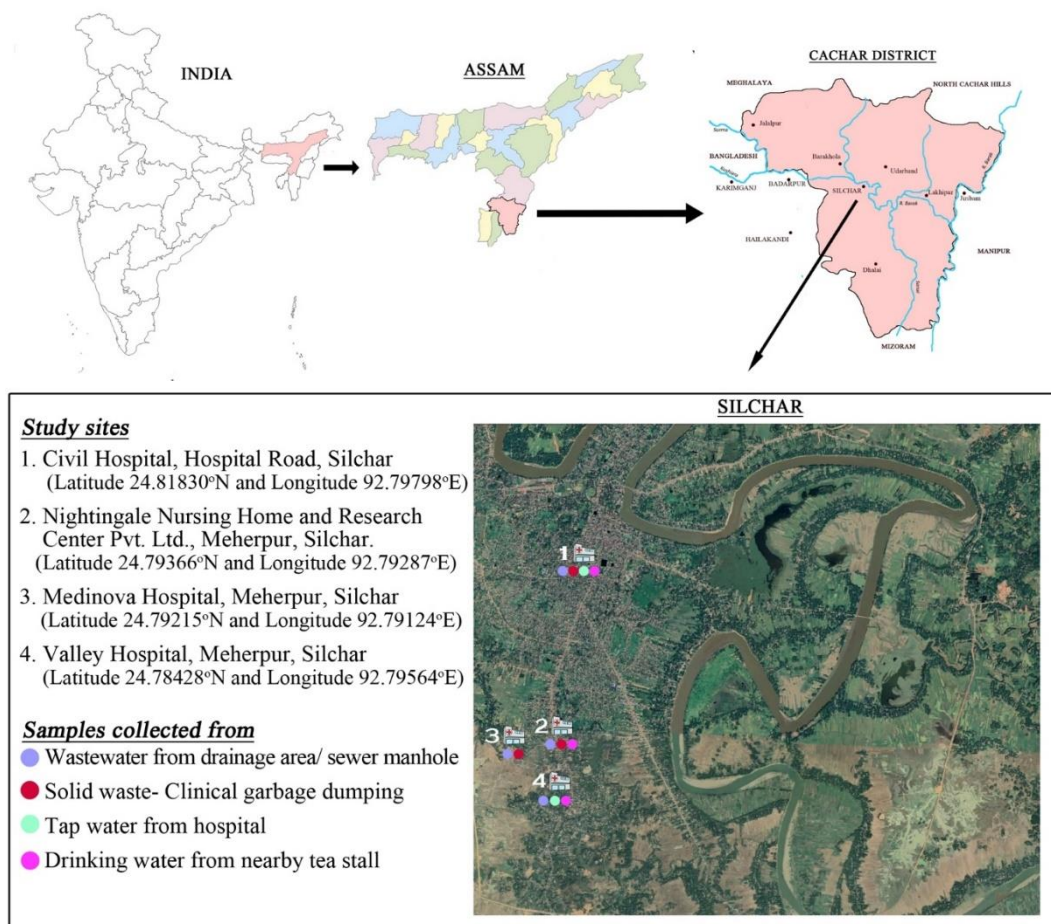 INDIA
ASSAM
CACHAR DISTRICT
MEGHALAYA
NORTH CACHAR HILLS
Jalalpur
BANGLADESH
Barakhola
Udarband
KARIMGANJ
BADARPUR
SILCHAR
Lakhipur
Jiribam
R. Barak
R. Barak
HAILAKANDI
MANIPUR
Dholai
MIZORAM
SILCHAR
Study sites
1. Civil Hospital, Hospital Road, Silchar
(Latitude 24.81830°N and Longitude 92.79798°E)
2. Nightingale Nursing Home and Research
Center Pvt. Ltd., Meherpur, Silchar.
(Latitude 24.79366°N and Longitude 92.79287°E)
3. Medinova Hospital, Meherpur, Silchar
(Latitude 24.79215°N and Longitude 92.79124°E)
4. Valley Hospital, Meherpur, Silchar
(Latitude 24.78428°N and Longitude 92.79564°E)
Samples collected from
Wastewater from drainage area/ sewer manhole
Solid waste- Clinical garbage dumping
Tap water from hospital
Drinking water from nearby tea stall
1
2
3
4